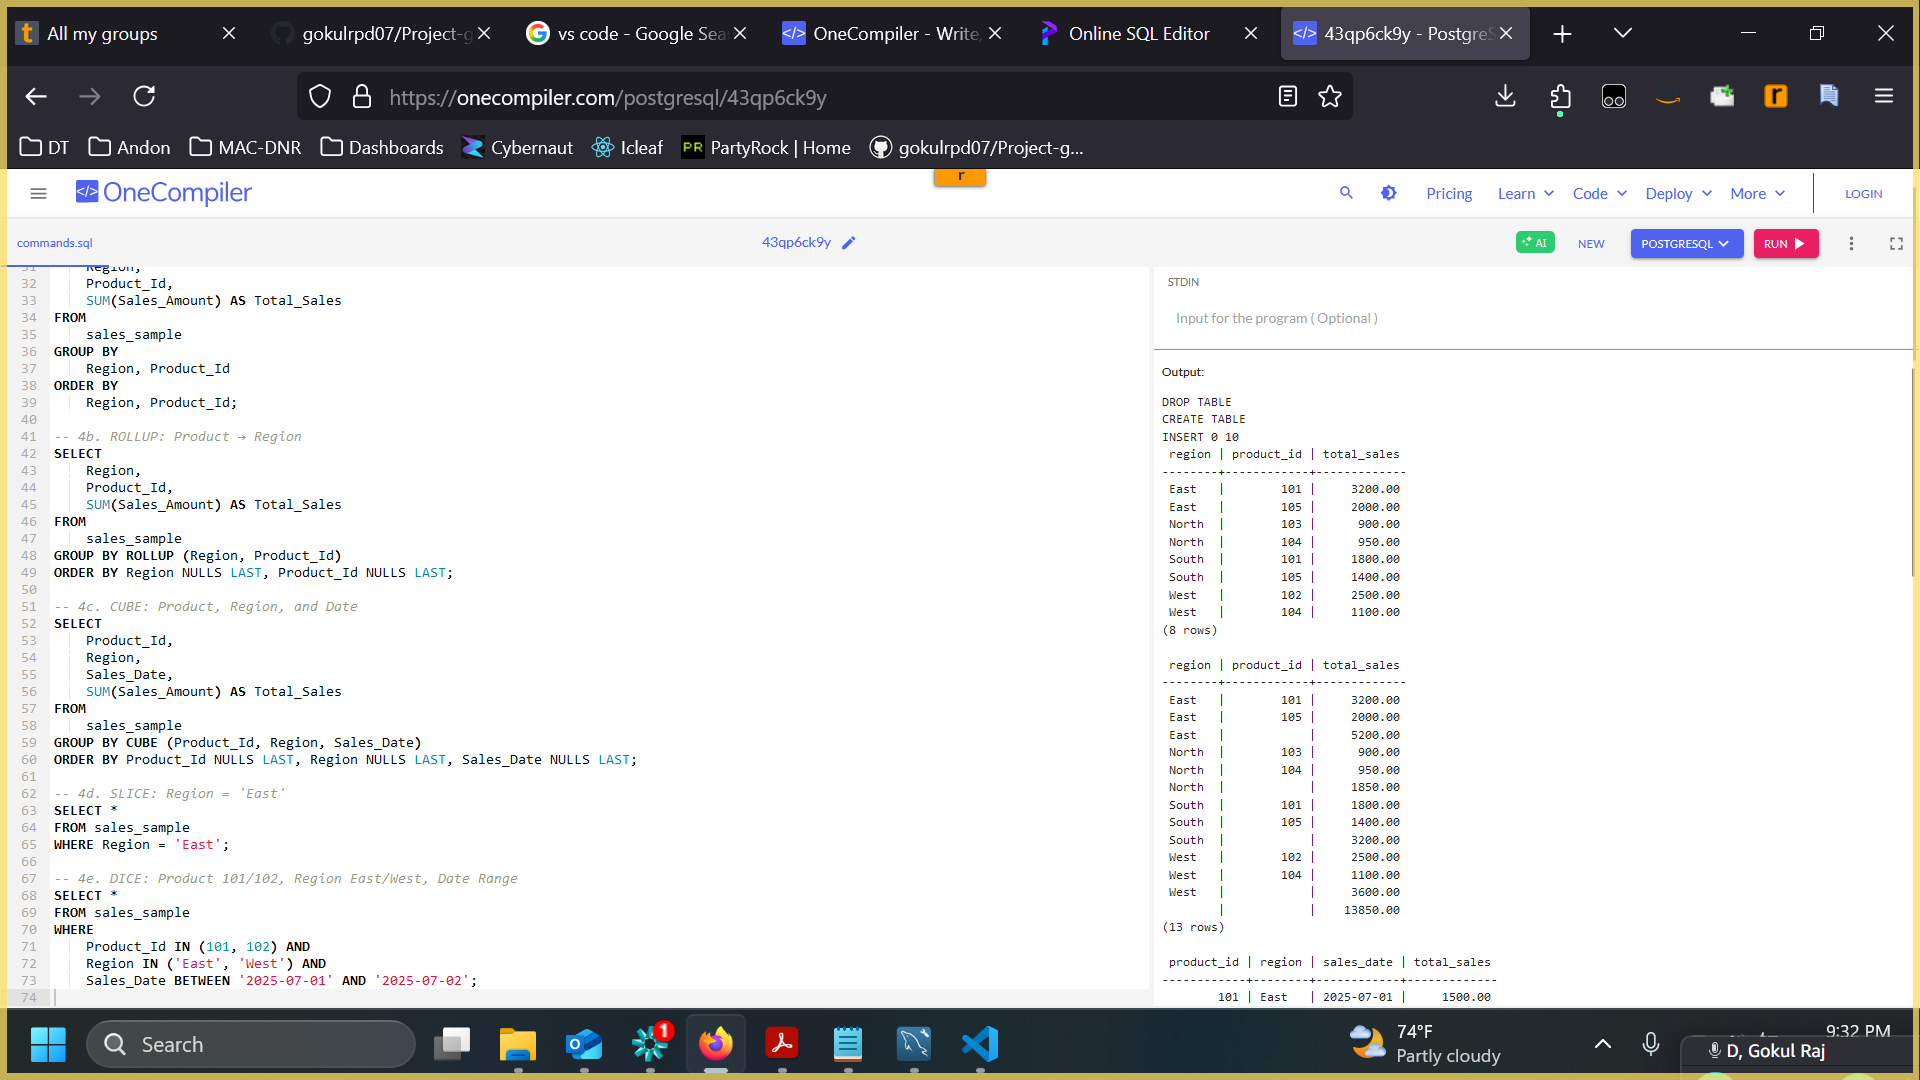 All my groups
gokulrpd07/Project-g
vs code - Google Sea
OneCompiler - Write,
Online SQL Editor
43qp6ck9y - PostgreS
https://onecompiler.com/postgresql/43qp6ck9y
DT
Andon
MAC-DNR
Dashboards
Cybernaut
Icleaf
PartyRock | Home
gokulrpd07/Project-g...
OneCompiler
r
Pricing
Learn
Code
Deploy
More
LOGIN
commands.sql
43qp6ck9y
AI
NEW
POSTGRESQL
RUN
31 Region,
32 Product_Id,
33 SUM(Sales_Amount) AS Total_Sales
34 FROM
35 sales_sample
36 GROUP BY
37 Region, Product_Id
38 ORDER BY
39 Region, Product_Id;
40
41 -- 4b. ROLLUP: Product → Region
42 SELECT
43 Region,
44 Product_Id,
45 SUM(Sales_Amount) AS Total_Sales
46 FROM
47 sales_sample
48 GROUP BY ROLLUP (Region, Product_Id)
49 ORDER BY Region NULLS LAST, Product_Id NULLS LAST;
50
51 -- 4c. CUBE: Product, Region, and Date
52 SELECT
53 Product_Id,
54 Region,
55 Sales_Date,
56 SUM(Sales_Amount) AS Total_Sales
57 FROM
58 sales_sample
59 GROUP BY CUBE (Product_Id, Region, Sales_Date)
60 ORDER BY Product_Id NULLS LAST, Region NULLS LAST, Sales_Date NULLS LAST;
61
62 -- 4d. SLICE: Region = 'East'
63 SELECT *
64 FROM sales_sample
65 WHERE Region = 'East';
66
67 -- 4e. DICE: Product 101/102, Region East/West, Date Range
68 SELECT *
69 FROM sales_sample
70 WHERE
71 Product_Id IN (101, 102) AND
72 Region IN ('East', 'West') AND
73 Sales_Date BETWEEN '2025-07-01' AND '2025-07-02';
74
STDIN
Input for the program ( Optional )
Output:
DROP TABLE
CREATE TABLE
INSERT 0 10
region | product_id | total_sales
--------+------------+-------------
East | 101 | 3200.00
East | 105 | 2000.00
North | 103 | 900.00
North | 104 | 950.00
South | 101 | 1800.00
South | 105 | 1400.00
West | 102 | 2500.00
West | 104 | 1100.00
(8 rows)
region | product_id | total_sales
--------+------------+-------------
East | 101 | 3200.00
East | 105 | 2000.00
East | | 5200.00
North | 103 | 900.00
North | 104 | 950.00
North | | 1850.00
South | 101 | 1800.00
South | 105 | 1400.00
South | | 3200.00
West | 102 | 2500.00
West | 104 | 1100.00
West | | 3600.00
| | 13850.00
(13 rows)
product_id | region | sales_date | total_sales
------------+--------+------------+-------------
101 | East | 2025-07-01 | 1500.00
Search
1
74°F
Partly cloudy
9:32 PM
D, Gokul Raj